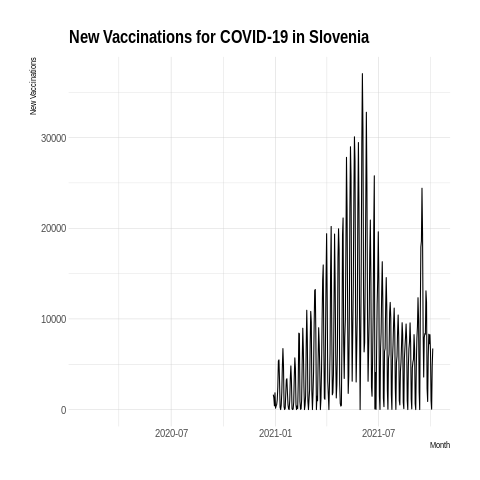 New Vaccinations for COVID-19 in Slovenia
New Vaccinations
30000
20000
10000
0
2020-07
2021-01
2021-07
Month